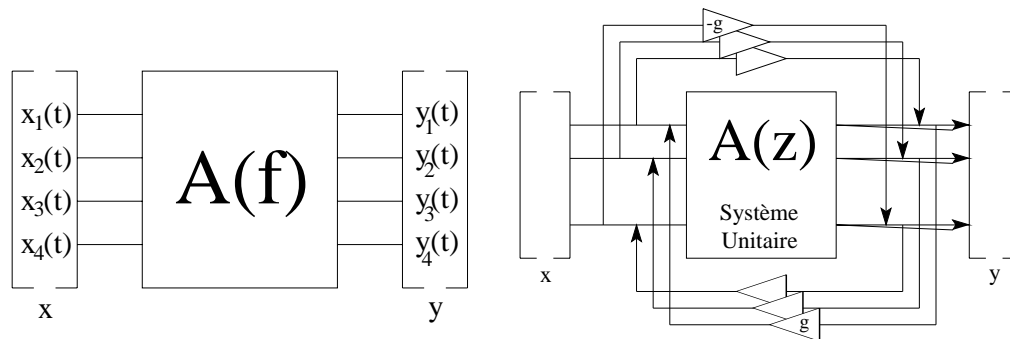 x1(t)
x2(t)
x3(t)
x4(t)
x
A(f)
y1(t)
y2(t)
y3(t)
y4(t)
y
-g
x
A(z)
Système
Unitaire
g
y